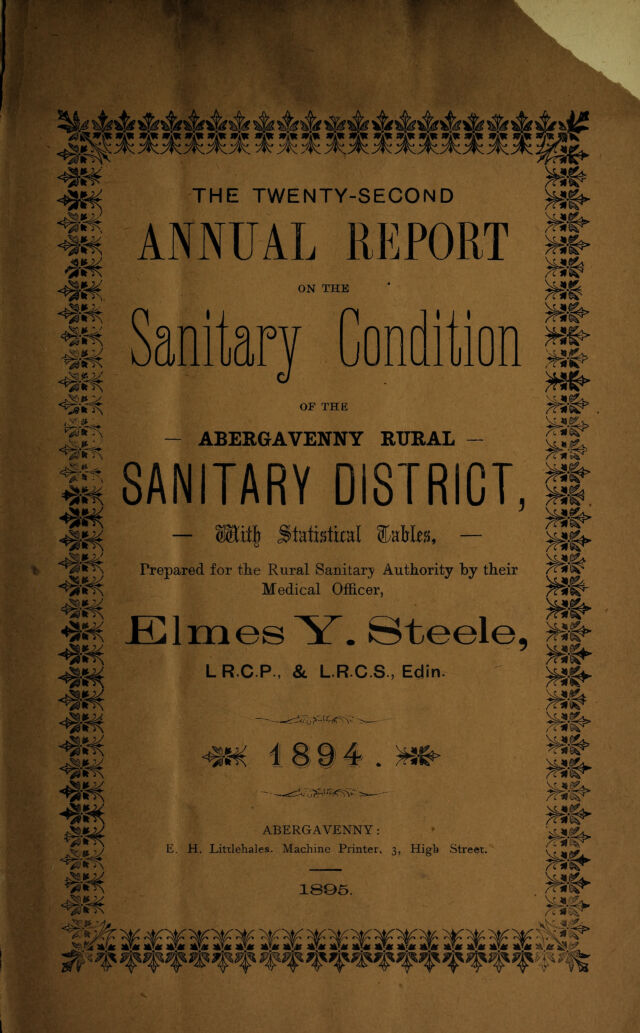 THE TWENTY-SECOND
ANNUAL REPORT
ON THE
Sanitary Condition
OF THE
— ABERGAVENNY RURAL —
SANITARY DISTRICT,
— With Statistical Tables, —
Prepared for the Rural Sanitary Authority by their
Medical Officer,
Elmes Y. Steele,
L R.C.P., & L.R.C.S., Edin.
1894.
ABERGAVENNY:
E. H. Littlehales. Machine Printer, 3, High Street.
1895.